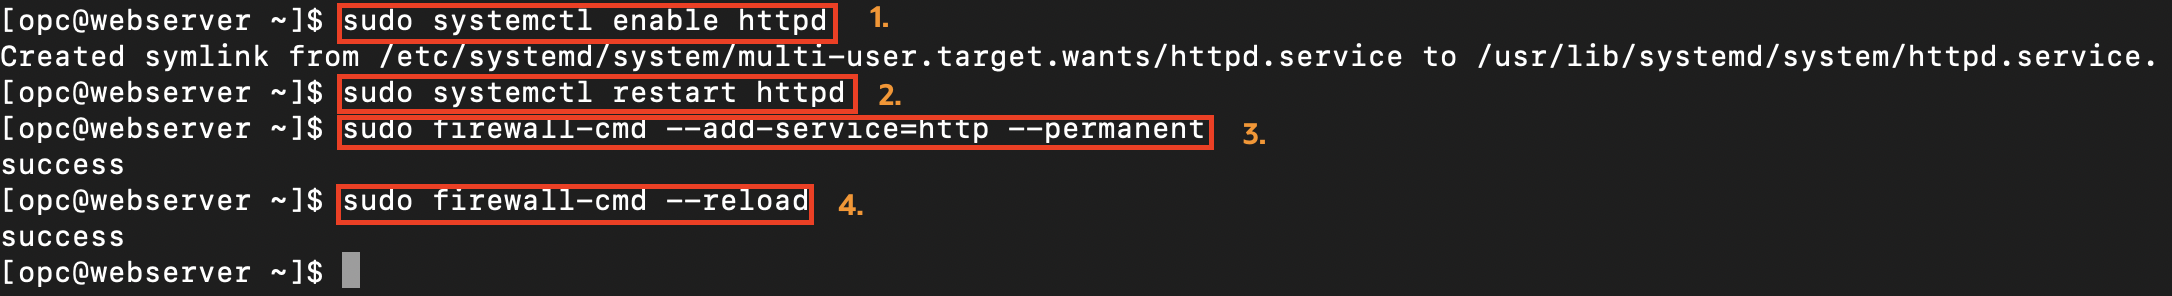 [opc@webserver ~]$ sudo systemctl enable httpd 1.
Created symlink from /etc/systemd/system/multi-user.target.wants/httpd.service to /usr/lib/systemd/system/httpd.service.
[opc@webserver ~]$ sudo systemctl restart httpd 2.
[opc@webserver ~]$ sudo firewall-cmd --add-service=http --permanent 3.
success
[opc@webserver ~]$ sudo firewall-cmd --reload 4.
success
[opc@webserver ~]$